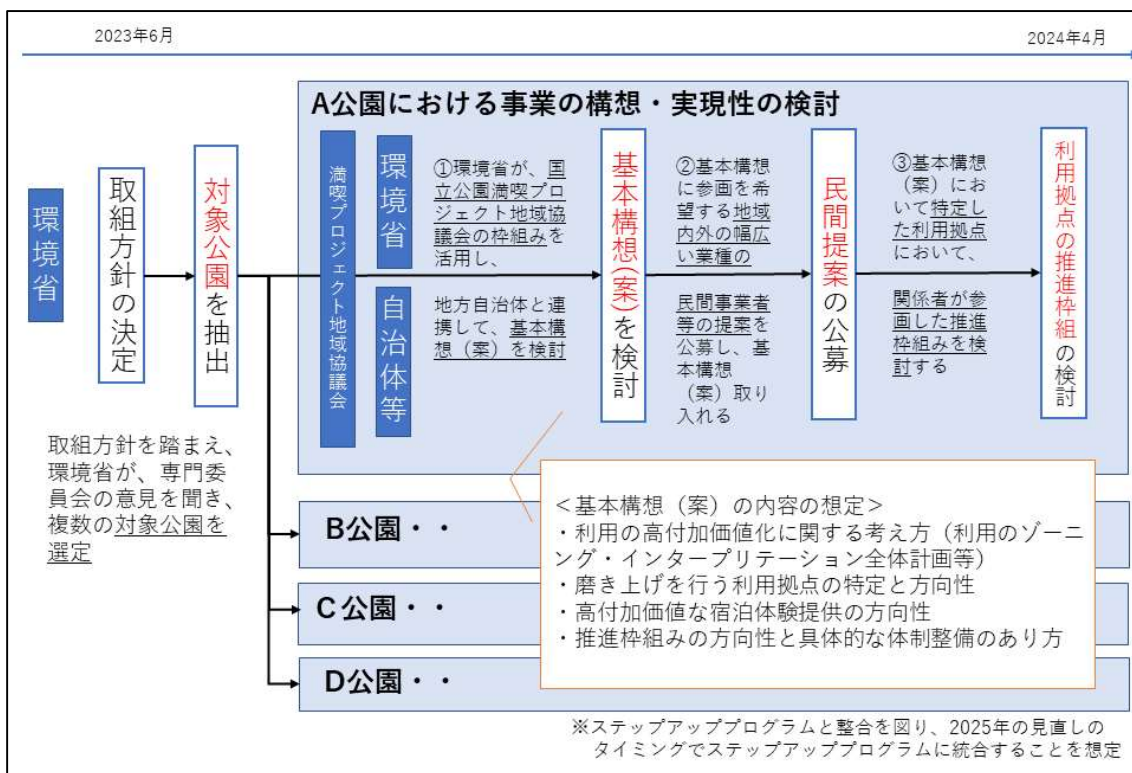 2023年6月
2024年4月
A公園における事業の構想・実現性の検討
環境省
取組方針の決定
対象公園を抽出
満喫プロジェクト地域協議会
環境省
自治体等
①環境省が、国
立公園満喫プロ
ジェクト地域協
議会の枠組みを
活用し、
地方自治体と連
携して、基本構
想（案）を検討
基本構想(案)を検討
②基本構想
に参画を希
望する地域
内外の幅広
い業種の
民間事業者
等の提案を
公募し、基
本構想
（案）取り
入れる
民間提案の公募
③基本構想
（案）にお
いて特定し
た利用拠点
において、
関係者が参
画した推進
枠組みを検
討する
利用拠点の推進枠組の検討
取組方針を踏まえ、
環境省が、専門委
員会の意見を聞き、
複数の対象公園を
選定
B公園・・
C公園・・
D公園・・
＜基本構想（案）の内容の想定＞
・利用の高付加価値化に関する考え方（利用のゾーニ
ング・インタープリテーション全体計画等）
・磨き上げを行う利用拠点の特定と方向性
・高付加価値な宿泊体験提供の方向性
・推進枠組みの方向性と具体的な体制整備のあり方
※ステップアッププログラムと整合を図り、2025年の見直しの
タイミングでステップアッププログラムに統合することを想定